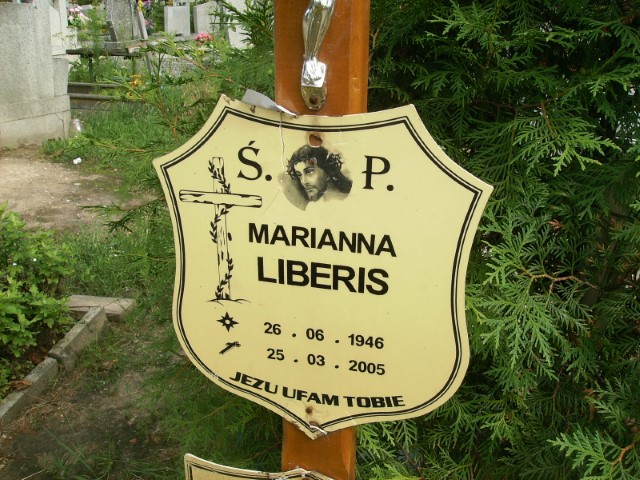 Ś. P.
MARIANNA
LIBERIS
26 . 06 . 1946
25 . 03 . 2005
JEZU UFAM TOBIE